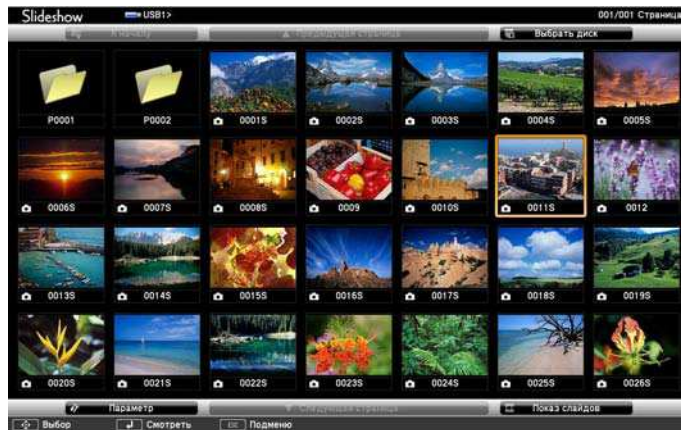 Slideshow USB1> 001/001 Страница
К началу Предыдущая страница Выбрать диск
P0001 P0002 0001S 0002S 0003S 0004S 0005S
0006S 0007S 0008S 0009 0010S 0011S 0012
0013S 0014S 0015S 0016S 0017S 0018S 0019S
0020S 0021S 0022S 0023S 0024S 0025S 0026S
Параметр Следующая страница Показ слайдов
Выбор Смотреть Esc Подменю